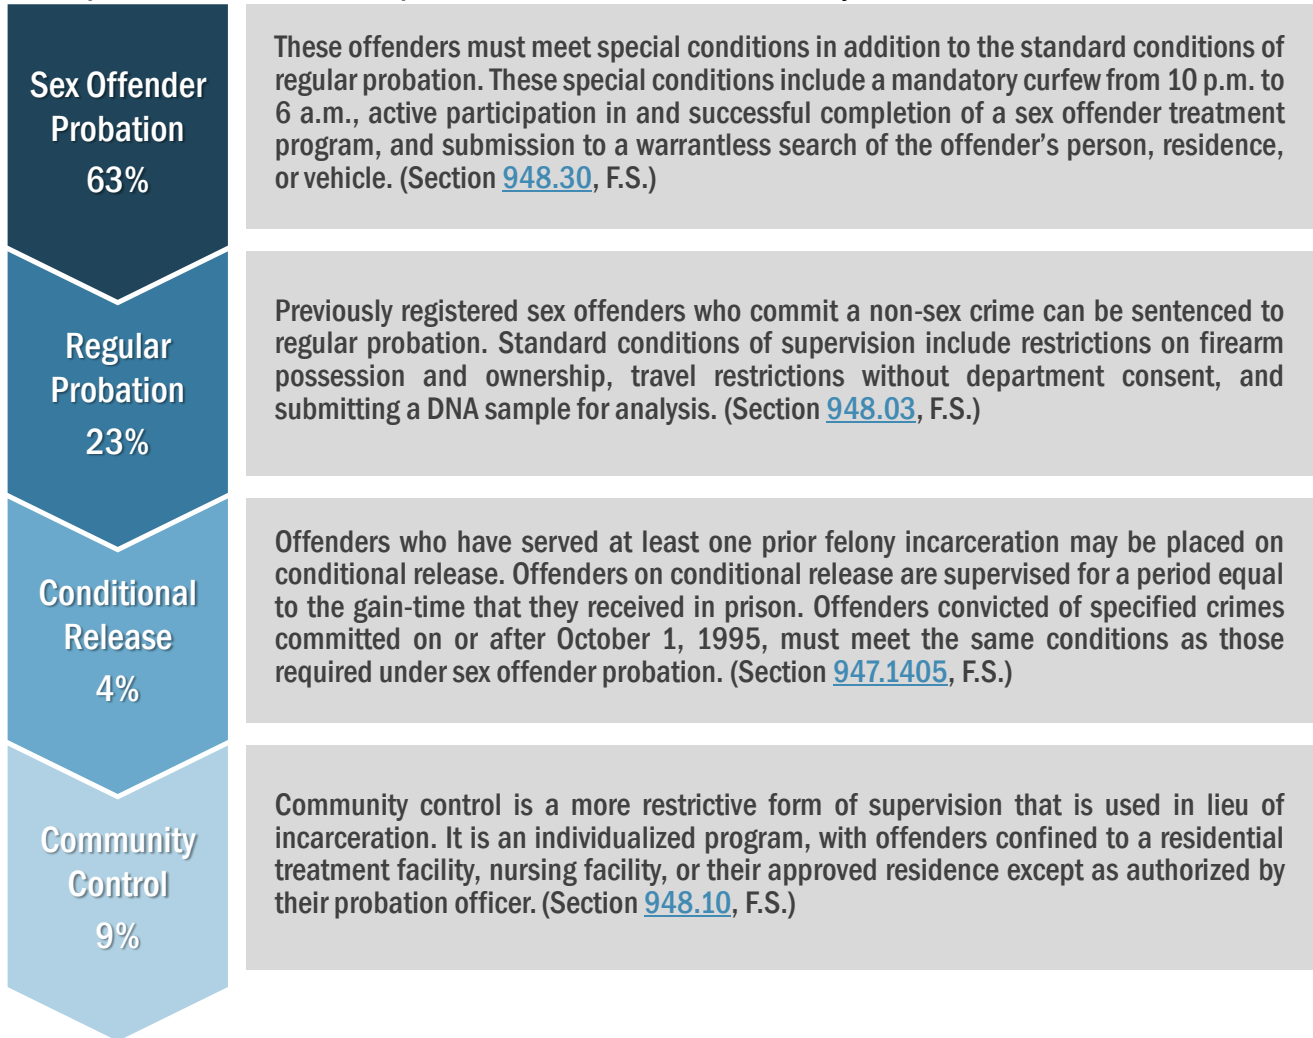 Sex Offender
Probation
63%
These offenders must meet special conditions in addition to the standard conditions of
regular probation. These special conditions include a mandatory curfew from 10 p.m. to
6 a.m., active participation in and successful completion of a sex offender treatment
program, and submission to a warrantless search of the offender's person, residence,
or vehicle. (Section 948.30, F.S.)
Regular
Probation
23%
Previously registered sex offenders who commit a non-sex crime can be sentenced to
regular probation. Standard conditions of supervision include restrictions on firearm
possession and ownership, travel restrictions without department consent, and
submitting a DNA sample for analysis. (Section 948.03, F.S.)
Conditional
Release
4%
Offenders who have served at least one prior felony incarceration may be placed on
conditional release. Offenders on conditional release are supervised for a period equal
to the gain-time that they received in prison. Offenders convicted of specified crimes
committed on or after October 1, 1995, must meet the same conditions as those
required under sex offender probation. (Section 947.1405, F.S.)
Community
Control
9%
Community control is a more restrictive form of supervision that is used in lieu of
incarceration. It is an individualized program, with offenders confined to a residential
treatment facility, nursing facility, or their approved residence except as authorized by
their probation officer. (Section 948.10, F.S.)